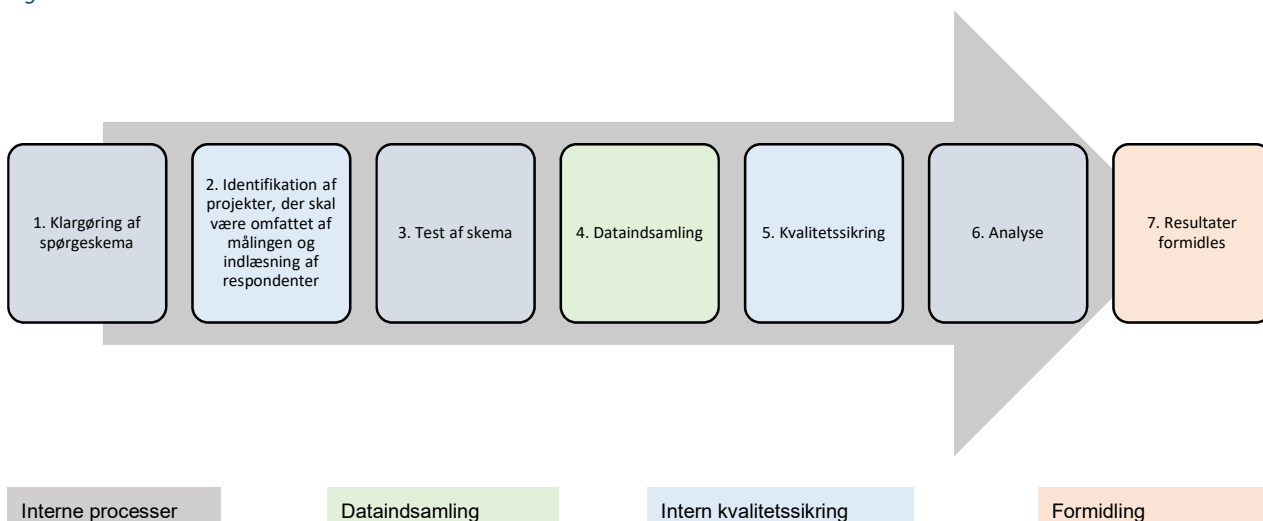 1. Klargøring af
spørgeskema
2. Identifikation af
projekter, der skal
være omfattet af
målingen og
indlæsning af
respondenter
3. Test af skema
4. Dataindsamling
5. Kvalitetssikring
6. Analyse
7. Resultater
formidles
Interne processer
Dataindsamling
Intern kvalitetssikring
Formidling